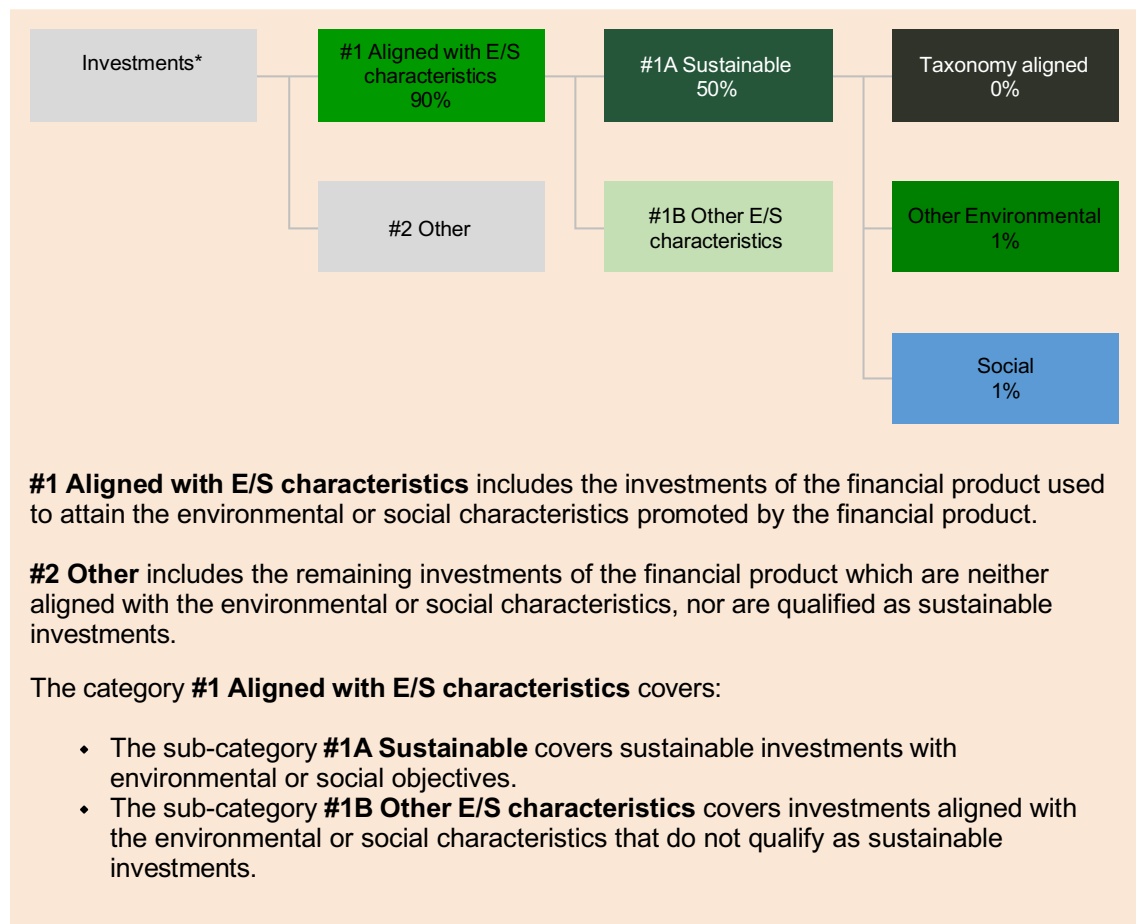 Investments*
#1 Aligned with E/S
characteristics
90%
#1A Sustainable
50%
Taxonomy aligned
0%
#2 Other
#1B Other E/S
characteristics
Other Environmental
1%
Social
1%
#1 Aligned with E/S characteristics includes the investments of the financial product used
to attain the environmental or social characteristics promoted by the financial product.
#2 Other includes the remaining investments of the financial product which are neither
aligned with the environmental or social characteristics, nor are qualified as sustainable
investments.
The category #1 Aligned with E/S characteristics covers:
• The sub-category #1A Sustainable covers sustainable investments with
environmental or social objectives.
• The sub-category #1B Other E/S characteristics covers investments aligned with
the environmental or social characteristics that do not qualify as sustainable
investments.